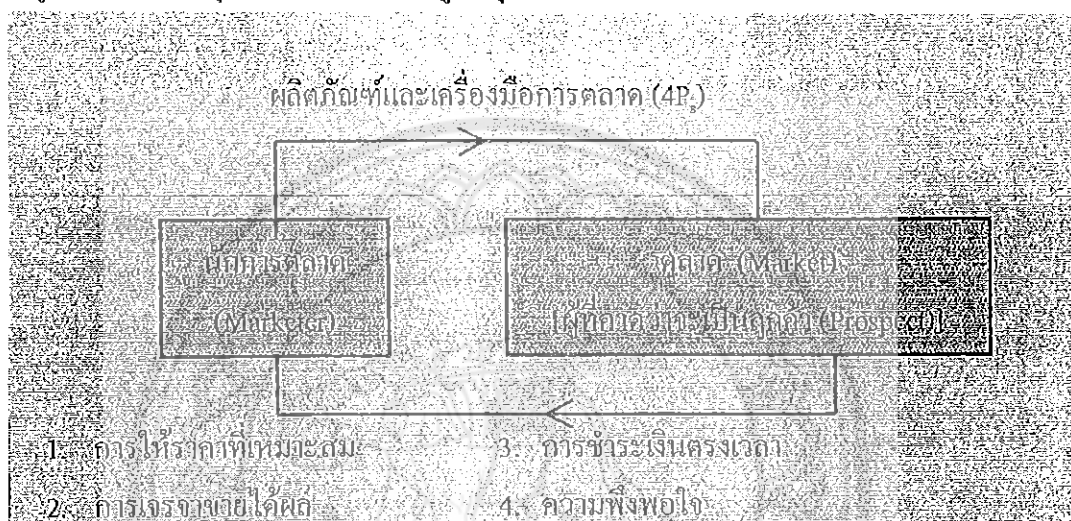 ผลิตภัณฑ์และเครื่องมือการตลาด (4Ps)
นักการตลาด
(Marketer)
ตลาด (Market)
[ผู้ที่คาดว่าจะเป็นลูกค้า (Prospect)]
1. การให้ราคาที่เหมาะสม
2. การเจรจาขายได้ผล
3. การชำระเงินตรงเวลา
4. ความพึงพอใจ